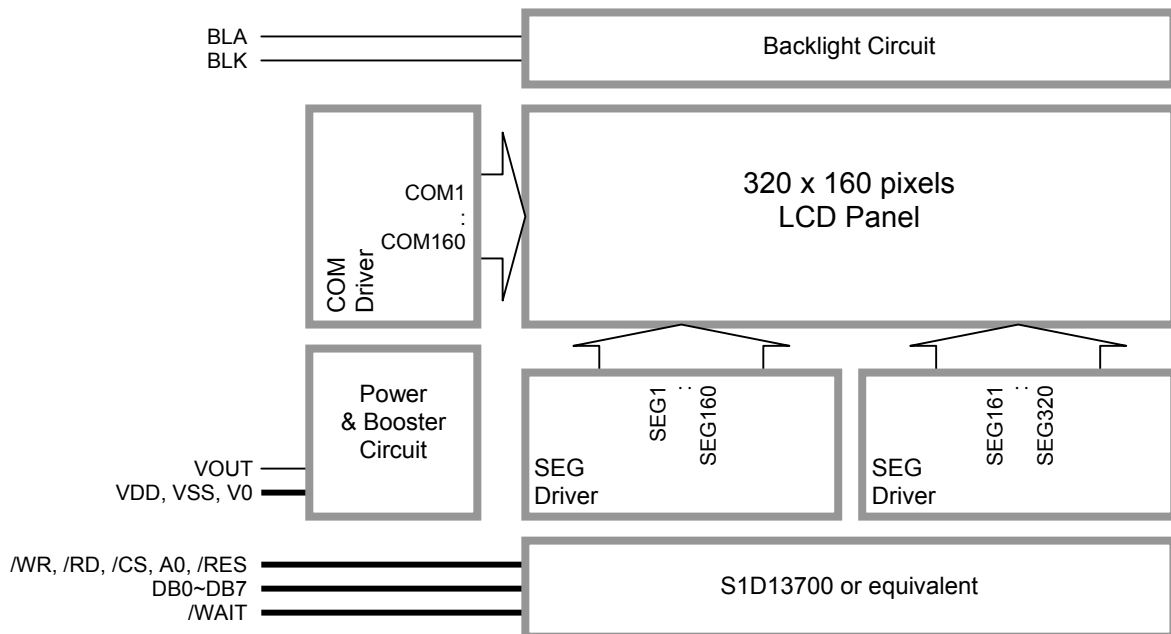 BLA
BLK
Backlight Circuit
COM1
:
COM160
COM
Driver
320 x 160 pixels
LCD Panel
Power
& Booster
Circuit
VOUT
VDD, VSS, V0
SEG1
:
SEG160
SEG
Driver
SEG161
:
SEG320
SEG
Driver
/WR, /RD, /CS, A0, /RES
DB0~DB7
/WAIT
S1D13700 or equivalent